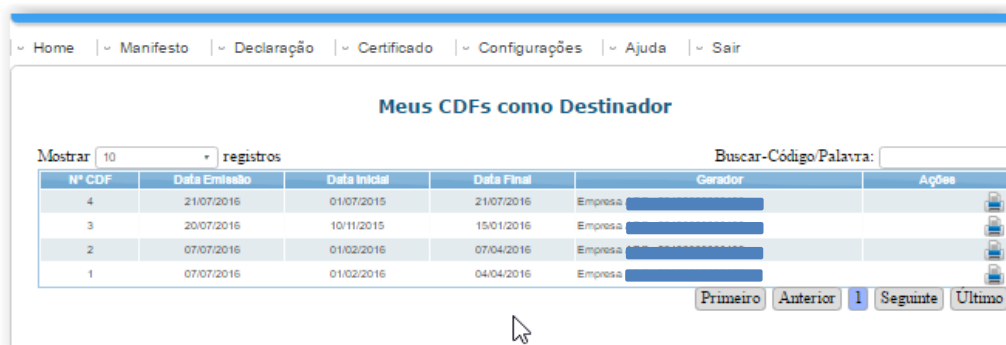 Home Manifesto Declaração Certificado Configurações Ajuda Sair
Meus CDFs como Destinador
Mostrar 10 registros Buscar-Código/Palavra:
N° CDF Data Emissão Data Inicial Data Final Gerador Ações
4 21/07/2016 01/07/2015 21/07/2016 Empresa
3 20/07/2016 10/11/2015 15/01/2016 Empresa
2 07/07/2016 01/02/2016 07/04/2016 Empresa
1 07/07/2016 01/02/2016 04/04/2016 Empresa
Primeiro Anterior 1 Seguinte Último